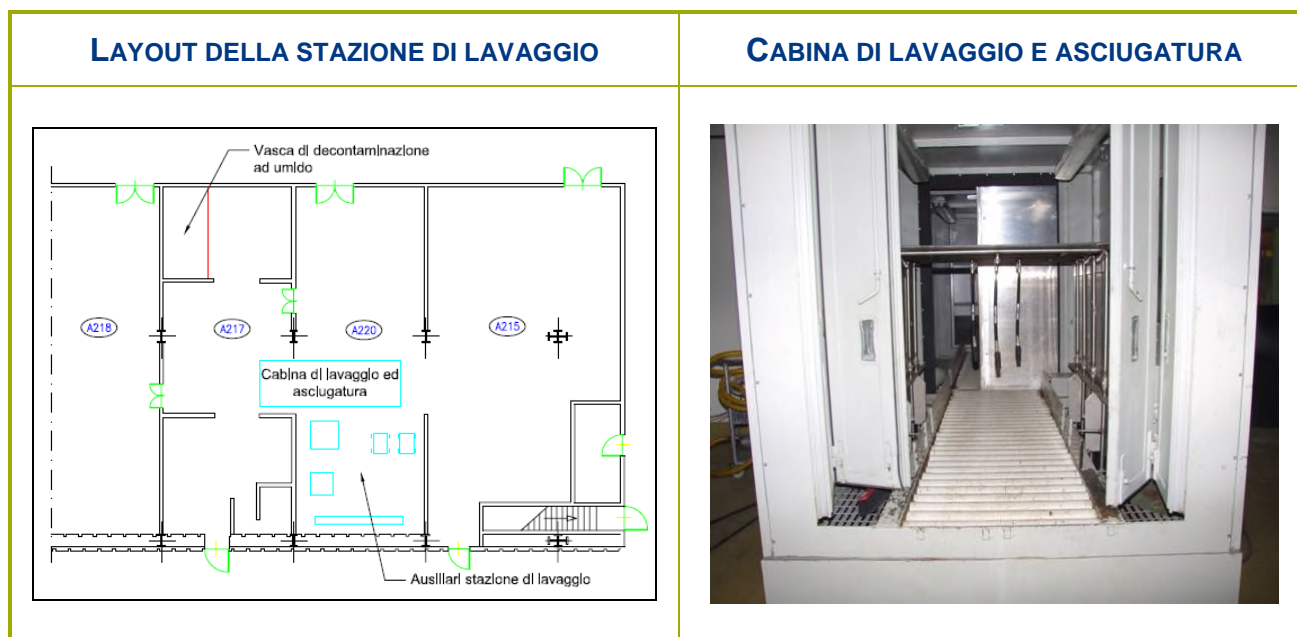 LAYOUT DELLA STAZIONE DI LAVAGGIO
CABINA DI LAVAGGIO E ASCIUGATURA
Vasca di decontaminazione
ad umido
A218
A217
A220
A215
Cabina di lavaggio ed
asciugatura
Ausiliari stazione di lavaggio